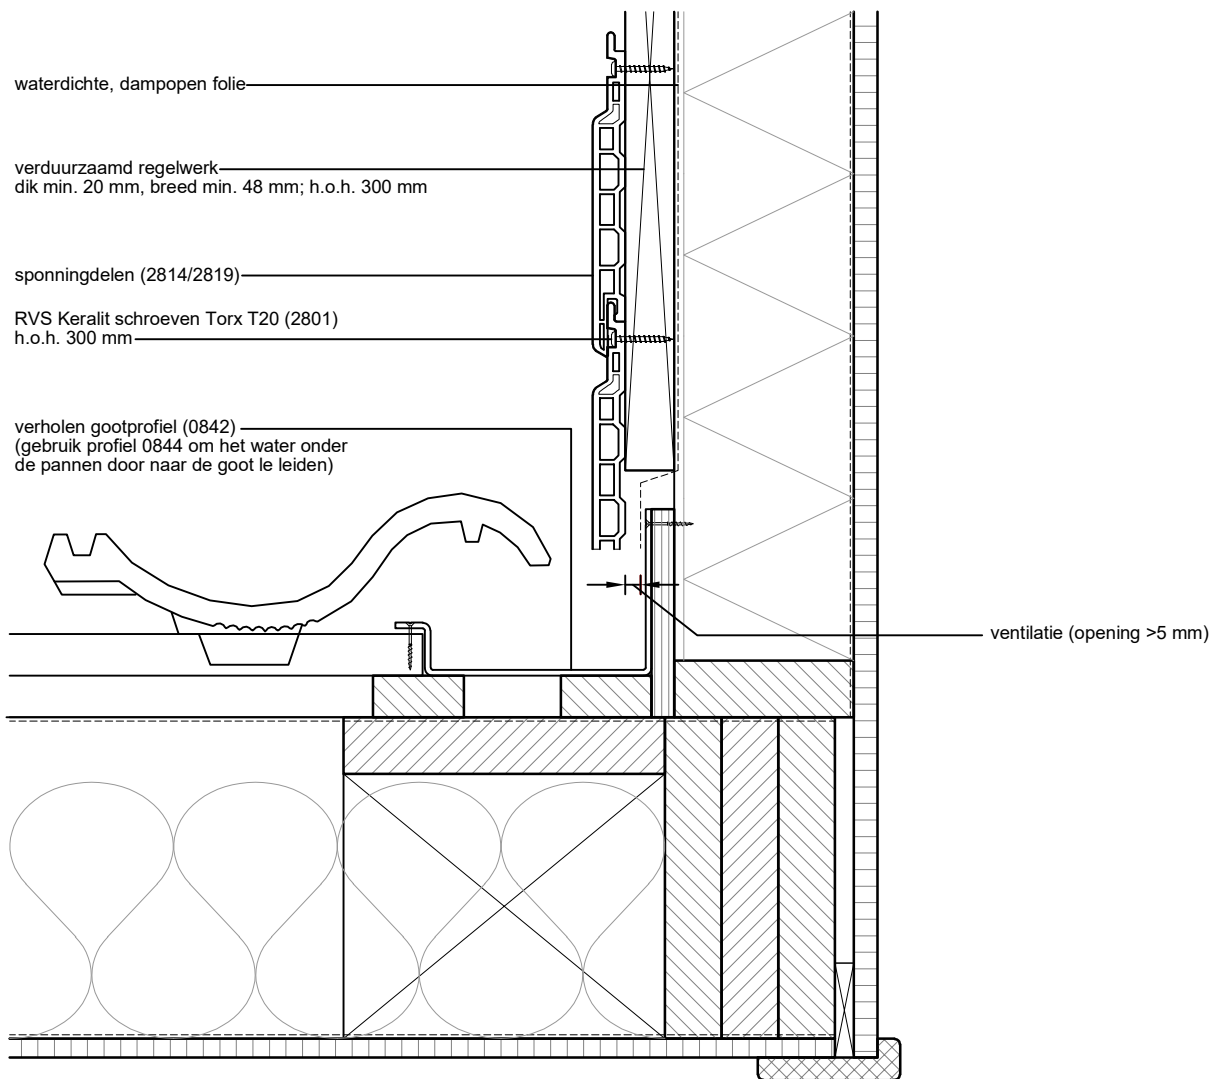 waterdichte, dampopen folie
verduurzaamd regelwerk
dik min. 20 mm, breed min. 48 mm; h.o.h. 300 mm
sponningdelen (2814/2819)
RVS Keralit schroeven Torx T20 (2801)
h.o.h. 300 mm
verholen gootprofiel (0842)
(gebruik profiel 0844 om het water onder
de pannen door naar de goot le leiden)
ventilatie (opening >5 mm)